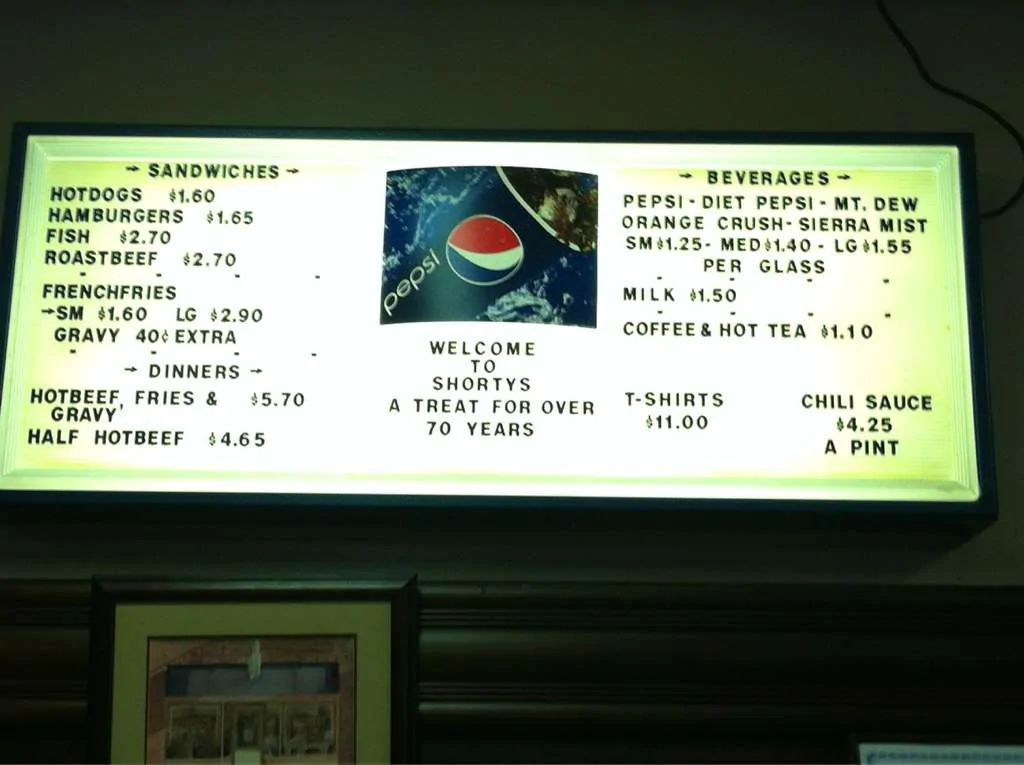 → SANDWICHES →
HOTDOGS $1.60
HAMBURGERS $1.65
FISH $2.70
ROASTBEEF $2.70
- - - -
FRENCHFRIES
→SM $1.60 LG $2.90
GRAVY 40¢ EXTRA
- - - -
→ DINNERS →
HOTBEEF, FRIES & $5.70
GRAVY
HALF HOTBEEF $4.65
pepsi
WELCOME
TO
SHORTYS
A TREAT FOR OVER
70 YEARS
→ BEVERAGES →
PEPSI - DIET PEPSI - MT. DEW
ORANGE CRUSH- SIERRA MIST
SM $1.25- MED $1.40 - LG $1.55
PER GLASS
- - - -
MILK $1.50
- - - -
COFFEE & HOT TEA $1.10
T-SHIRTS
$11.00
CHILI SAUCE
$4.25
A PINT